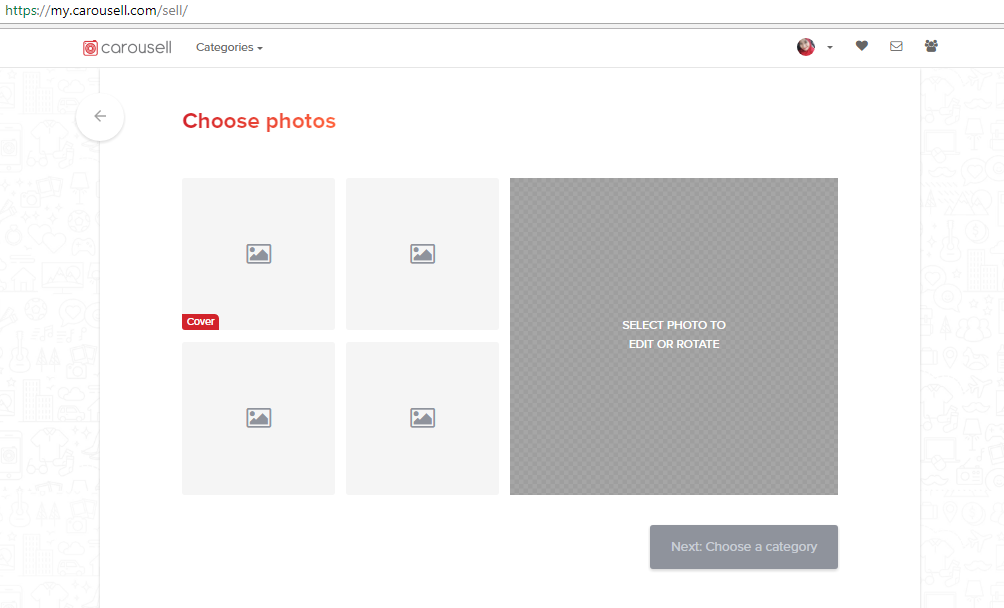 https://my.carousell.com/sell/
carousell
Categories
Choose photos
Cover
SELECT PHOTO TO
EDIT OR ROTATE
Next: Choose a category